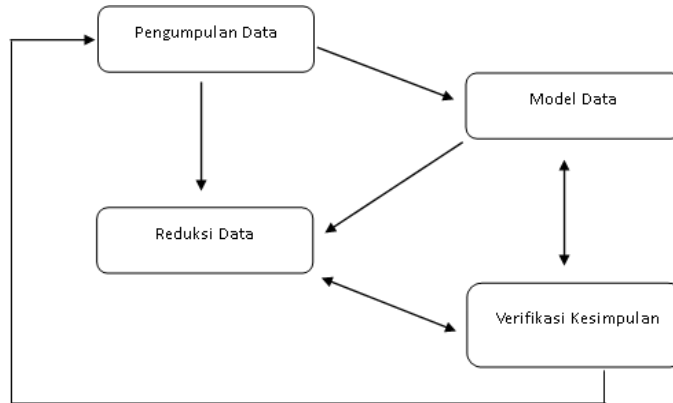 Pengumpulan Data
Model Data
Reduksi Data
Verifikasi Kesimpulan